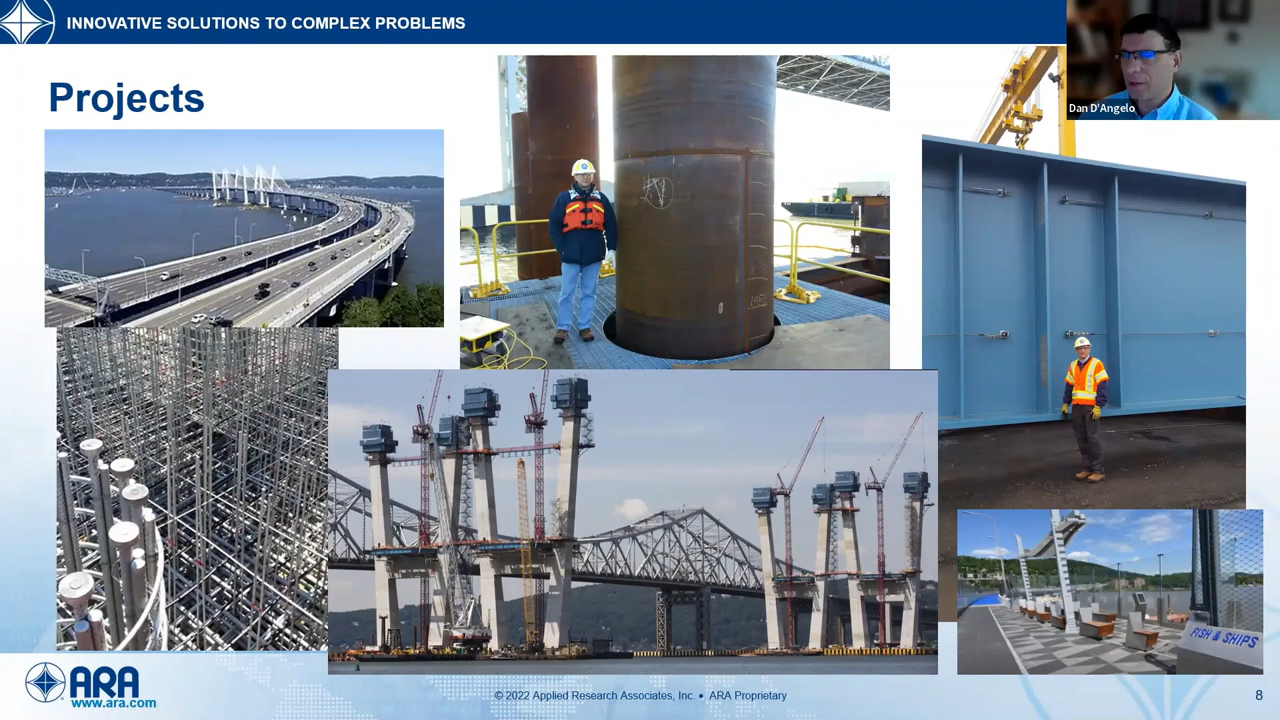 INNOVATIVE SOLUTIONS TO COMPLEX PROBLEMS
Dan D'Angelo
Projects
FISH & SHIPS
ARA
www.ara.com
© 2022 Applied Research Associates, Inc. • ARA Proprietary
8